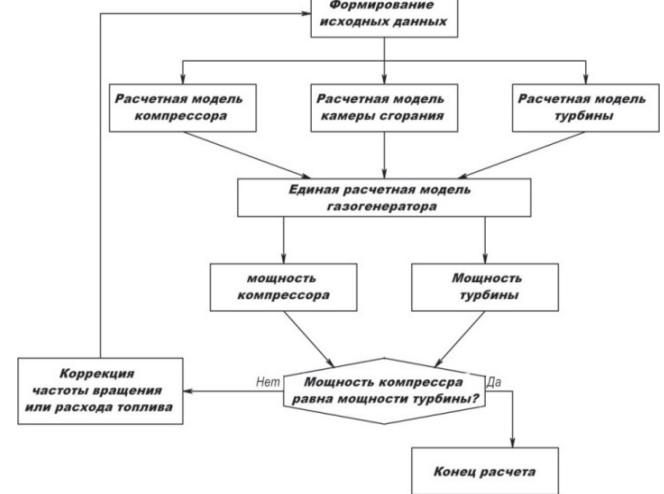 Формирование
исходных данных
Расчетная модель
компрессора
Расчетная модель
камеры сгорания
Расчетная модель
турбины
Единая расчетная модель
газогенератора
мощность
компрессора
Мощность
турбины
Коррекция
частоты вращения
или расхода топлива
Нет
Мощность компрессра
равна мощности турбины?
Да
Конец расчета